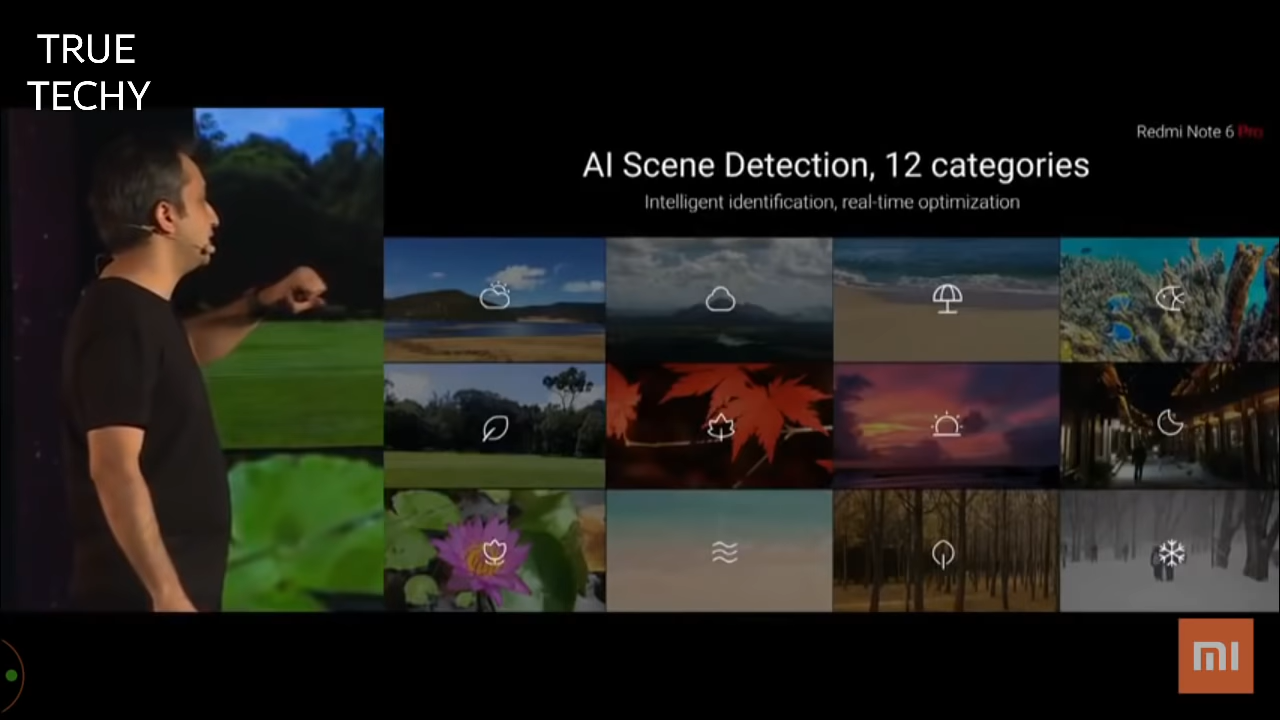 TRUE
TECHY
Redmi Note 6 Pro
AI Scene Detection, 12 categories
Intelligent identification, real-time optimization
mi